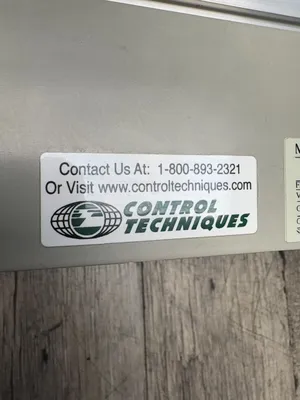 Contact Us At: 1-800-893-2321
Or Visit www.controltechniques.com
CONTROL
TECHNIQUES